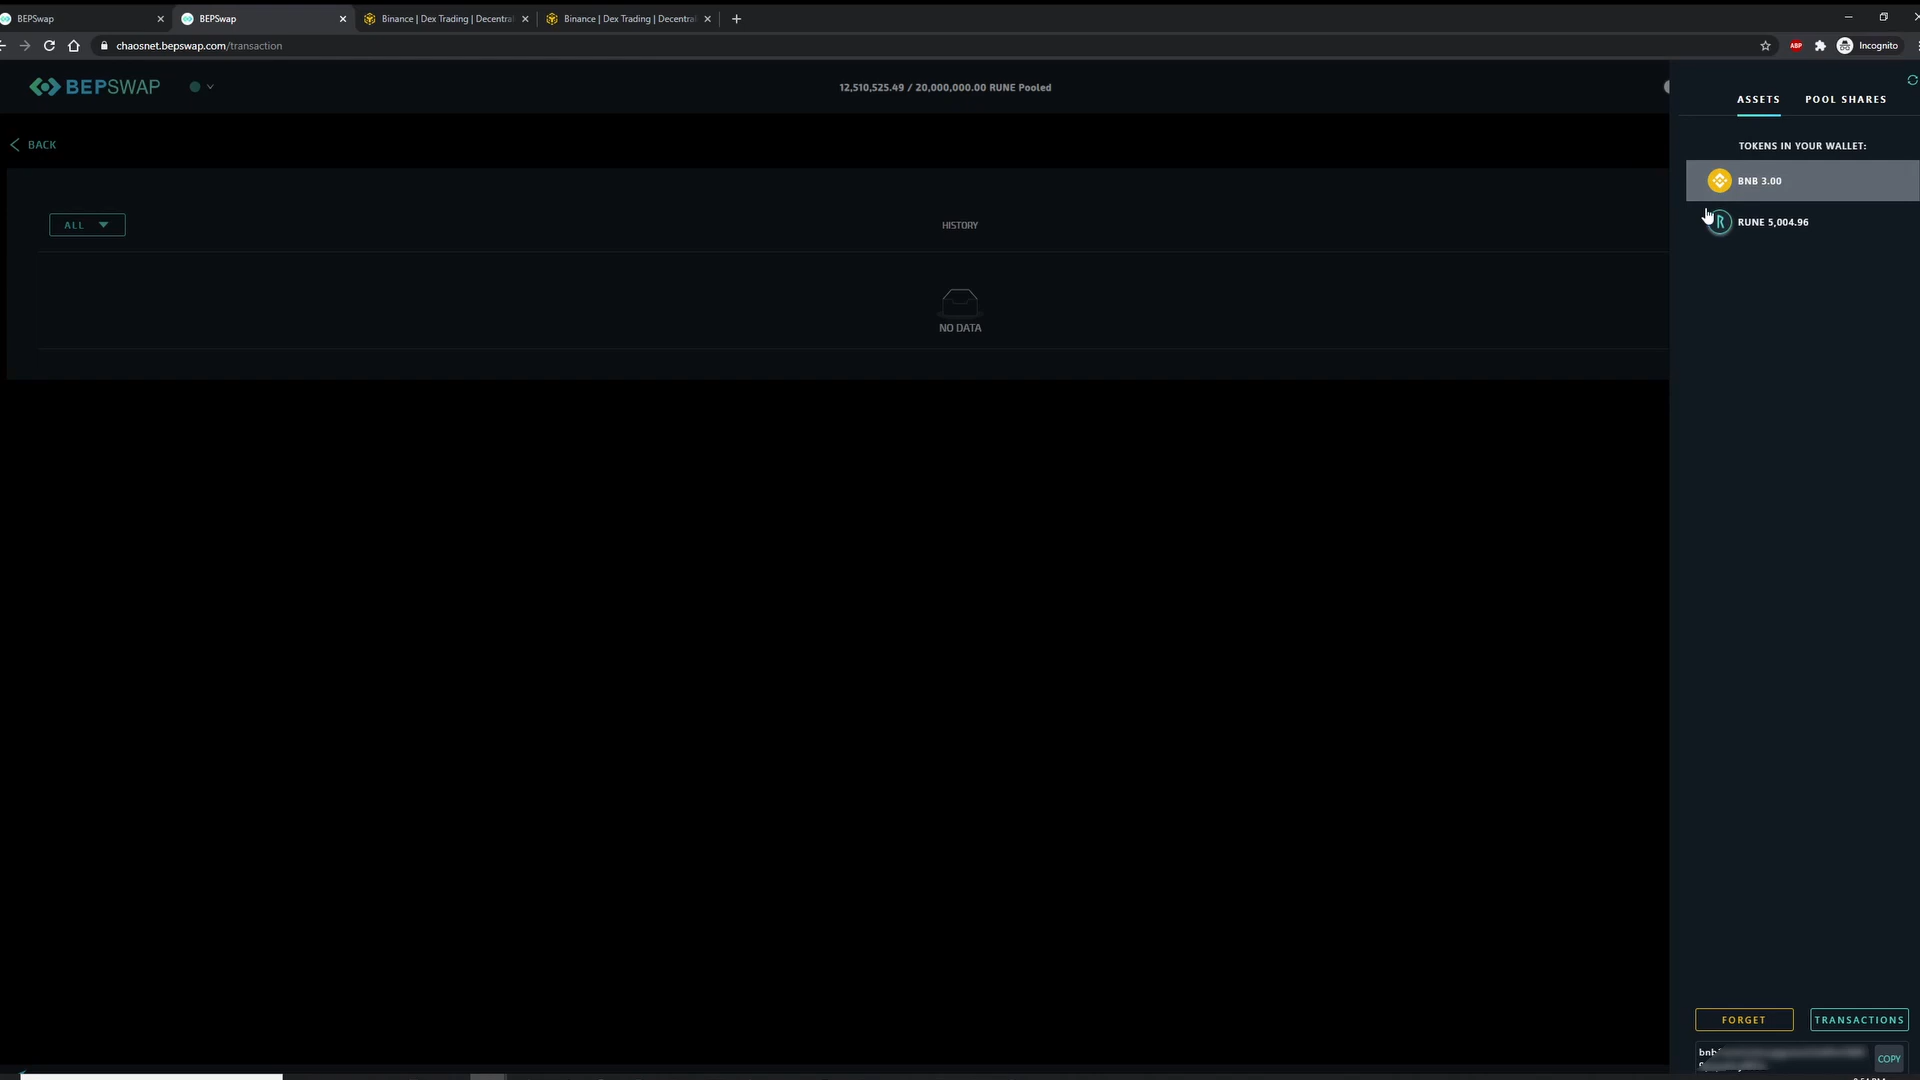 BEPSwap
BEPSwap
Binance | Dex Trading | Decentral
Binance | Dex Trading | Decentral
chaosnet.bepswap.com/transaction
ABP
Incognito
BEPSWAP
12,510,525.49 / 20,000,000.00 RUNE Pooled
ASSETS
POOL SHARES
BACK
TOKENS IN YOUR WALLET:
BNB 3.00
RUNE 5,004.96
ALL
HISTORY
NO DATA
FORGET
TRANSACTIONS
bnb
COPY